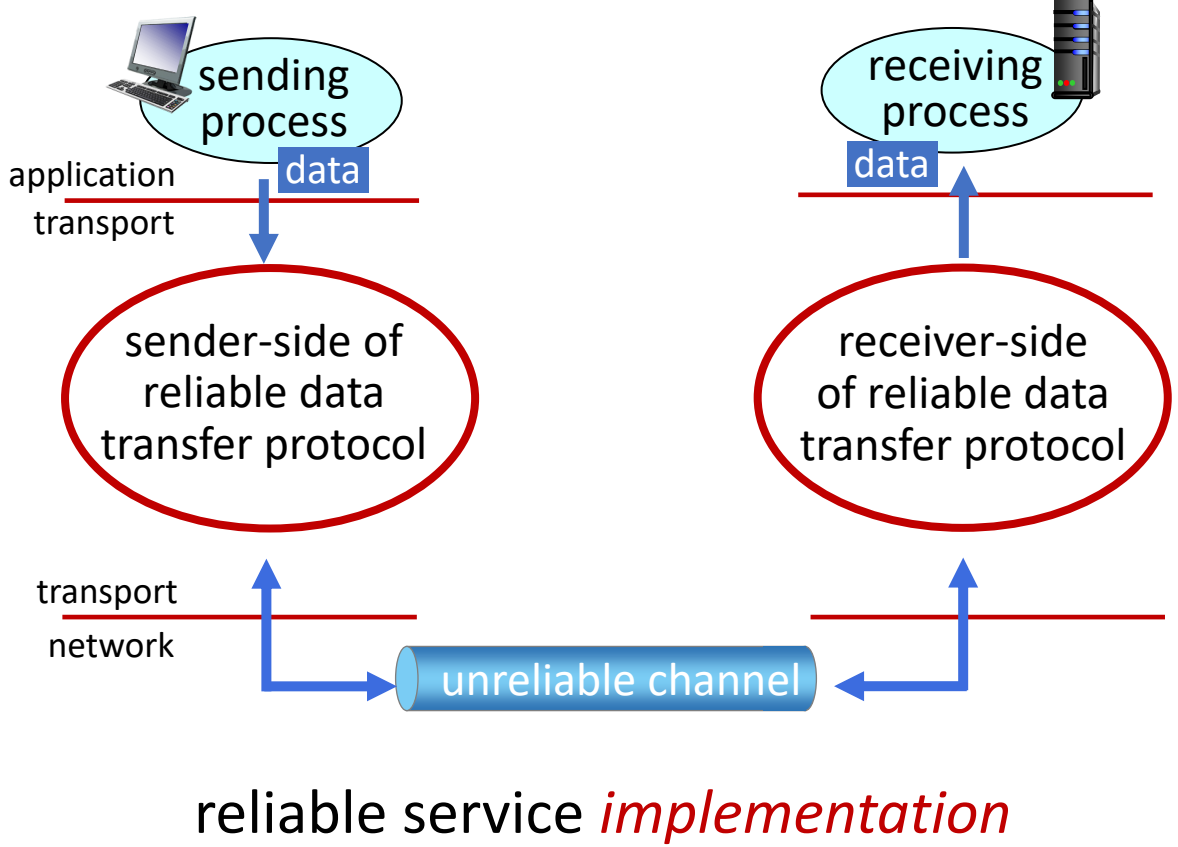 sending
process
receiving
process
data
data
application
transport
sender-side of
reliable data
transfer protocol
receiver-side
of reliable data
transfer protocol
transport
network
unreliable channel
reliable service implementation